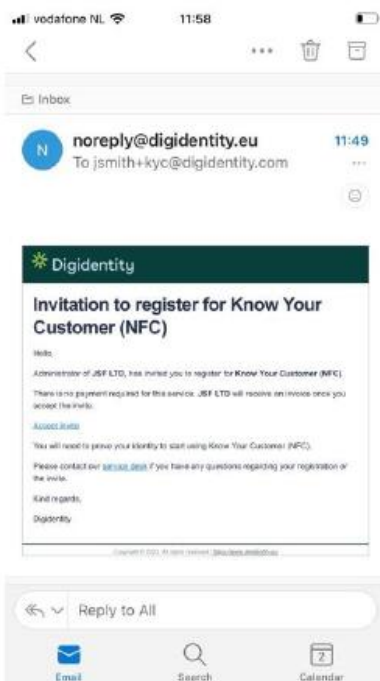 vodafone NL 11:58
Inbox
N
noreply@digidentity.eu 11:49
To jsmith+kyc@digidentity.com
Digidentity
Invitation to register for Know Your
Customer (NFC)
Hello,
Administrator of JSF LTD, has invited you to register for Know Your Customer (NFC).
There is no payment required for this service. JSF LTD will receive an invoice once you
accept the invite.
Accept invite
You will need to prove your identity to start using Know Your Customer (NFC).
Please contact our service desk if you have any questions regarding your registration or
the invite.
Kind regards,
Digidentity
All rights reserved.
Reply to All
Email Search 2 Calendar